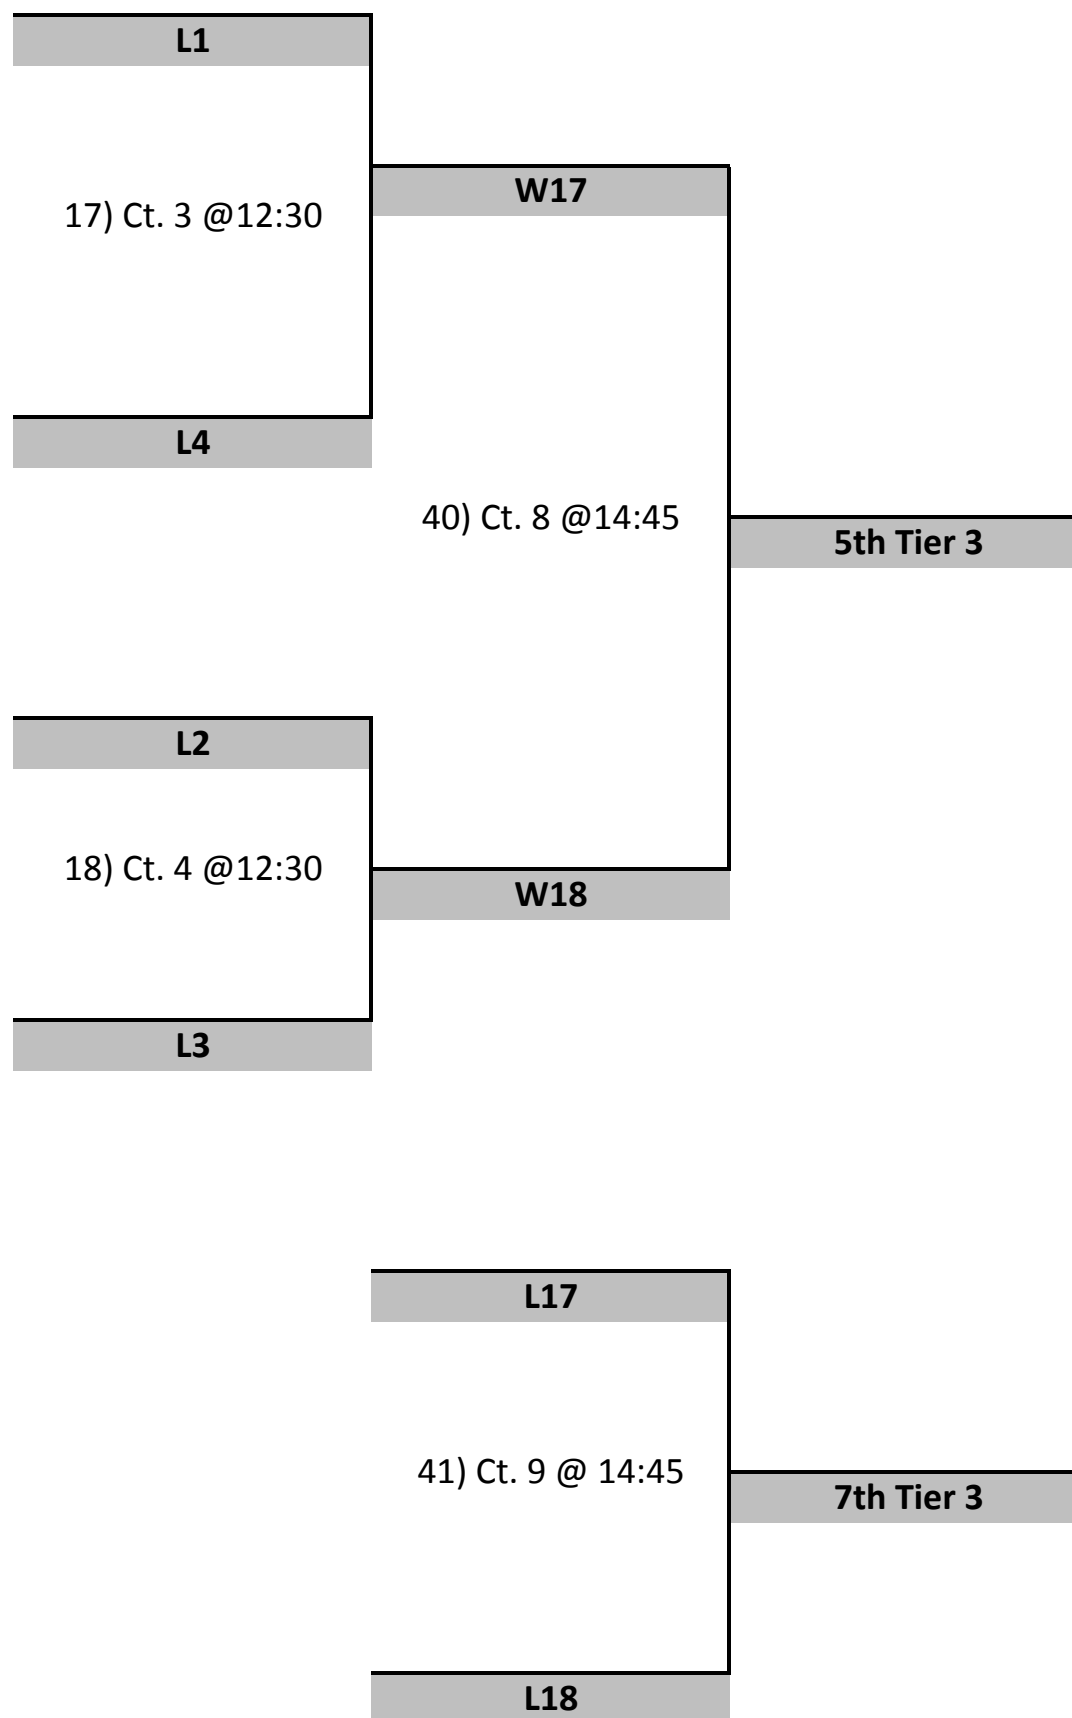 L1
17) Ct. 3 @12:30
W17
L4
40) Ct. 8 @14:45
5th Tier 3
L2
18) Ct. 4 @12:30
W18
L3
L17
41) Ct. 9 @ 14:45
7th Tier 3
L18